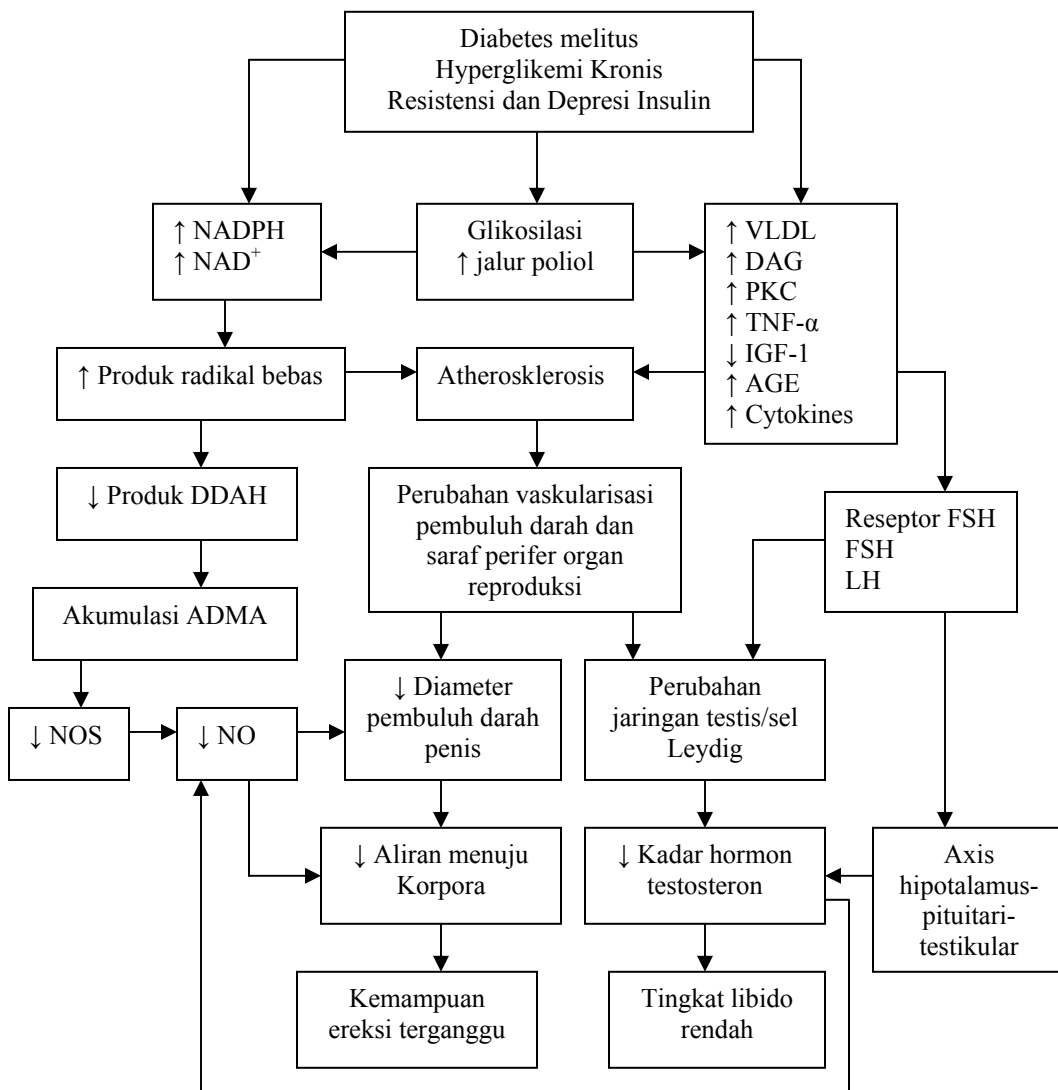 Diabetes melitus
Hyperglikemi Kronis
Resistensi dan Depresi Insulin
↑ NADPH
↑ NAD⁺
Glikosilasi
↑ jalur poliol
↑ VLDL
↑ DAG
↑ PKC
↑ TNF-α
↓ IGF-1
↑ AGE
↑ Cytokines
↑ Produk radikal bebas
Atherosklerosis
↓ Produk DDAH
Perubahan vaskularisasi
pembuluh darah dan
saraf perifer organ
reproduksi
Reseptor FSH
FSH
LH
Akumulasi ADMA
↓ NOS
↓ NO
↓ Diameter
pembuluh darah
penis
Perubahan
jaringan testis/sel
Leydig
↓ Aliran menuju
Korpora
↓ Kadar hormon
testosteron
Axis
hipotalamus-
pituitari-
testikular
Kemampuan
ereksi terganggu
Tingkat libido
rendah